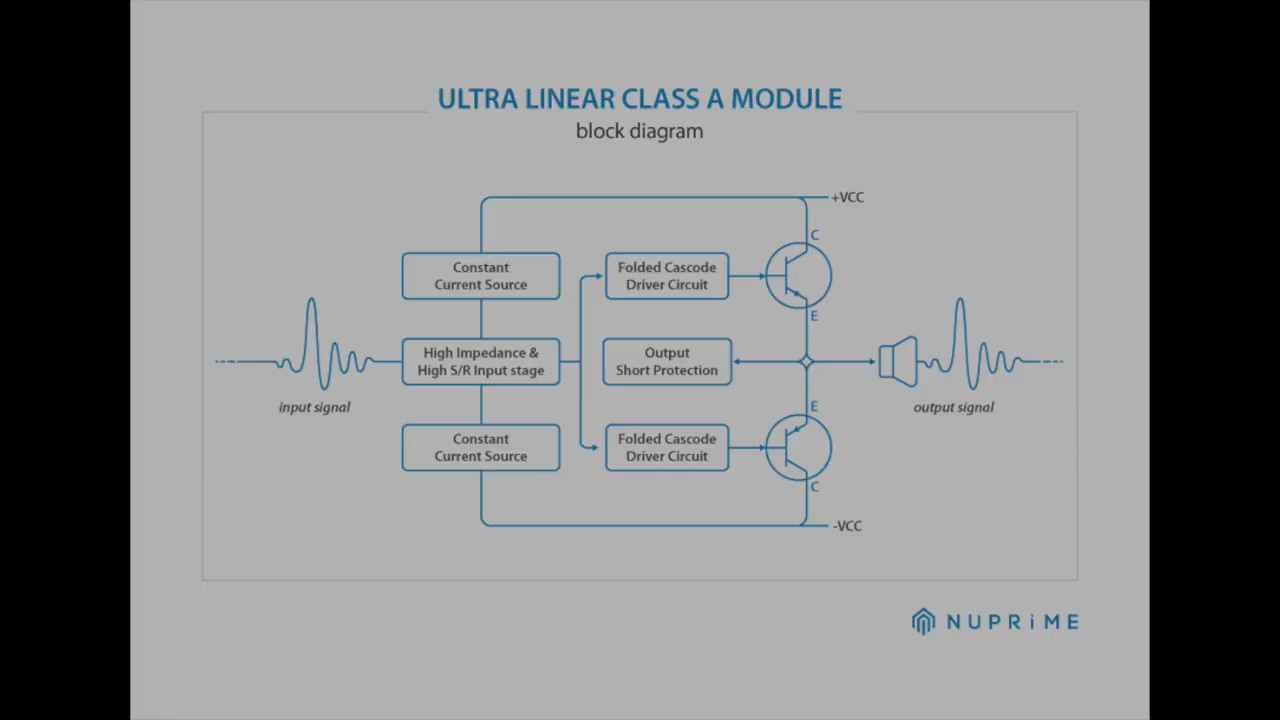 ULTRA LINEAR CLASS A MODULE
block diagram
+VCC
C
Constant
Current Source
Folded Cascode
Driver Circuit
E
High Impedance &
High S/R Input stage
Output
Short Protection
input signal
output signal
E
Constant
Current Source
Folded Cascode
Driver Circuit
C
-VCC
NUPRiME